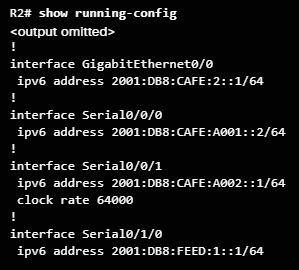 R2# show running-config
<output omitted>
!
interface GigabitEthernet0/0
ipv6 address 2001:DB8:CAFE:2::1/64
!
interface Serial0/0/0
ipv6 address 2001:DB8:CAFE:A001::2/64
!
interface Serial0/0/1
ipv6 address 2001:DB8:CAFE:A002::1/64
clock rate 64000
!
interface Serial0/1/0
ipv6 address 2001:DB8:FEED:1::1/64